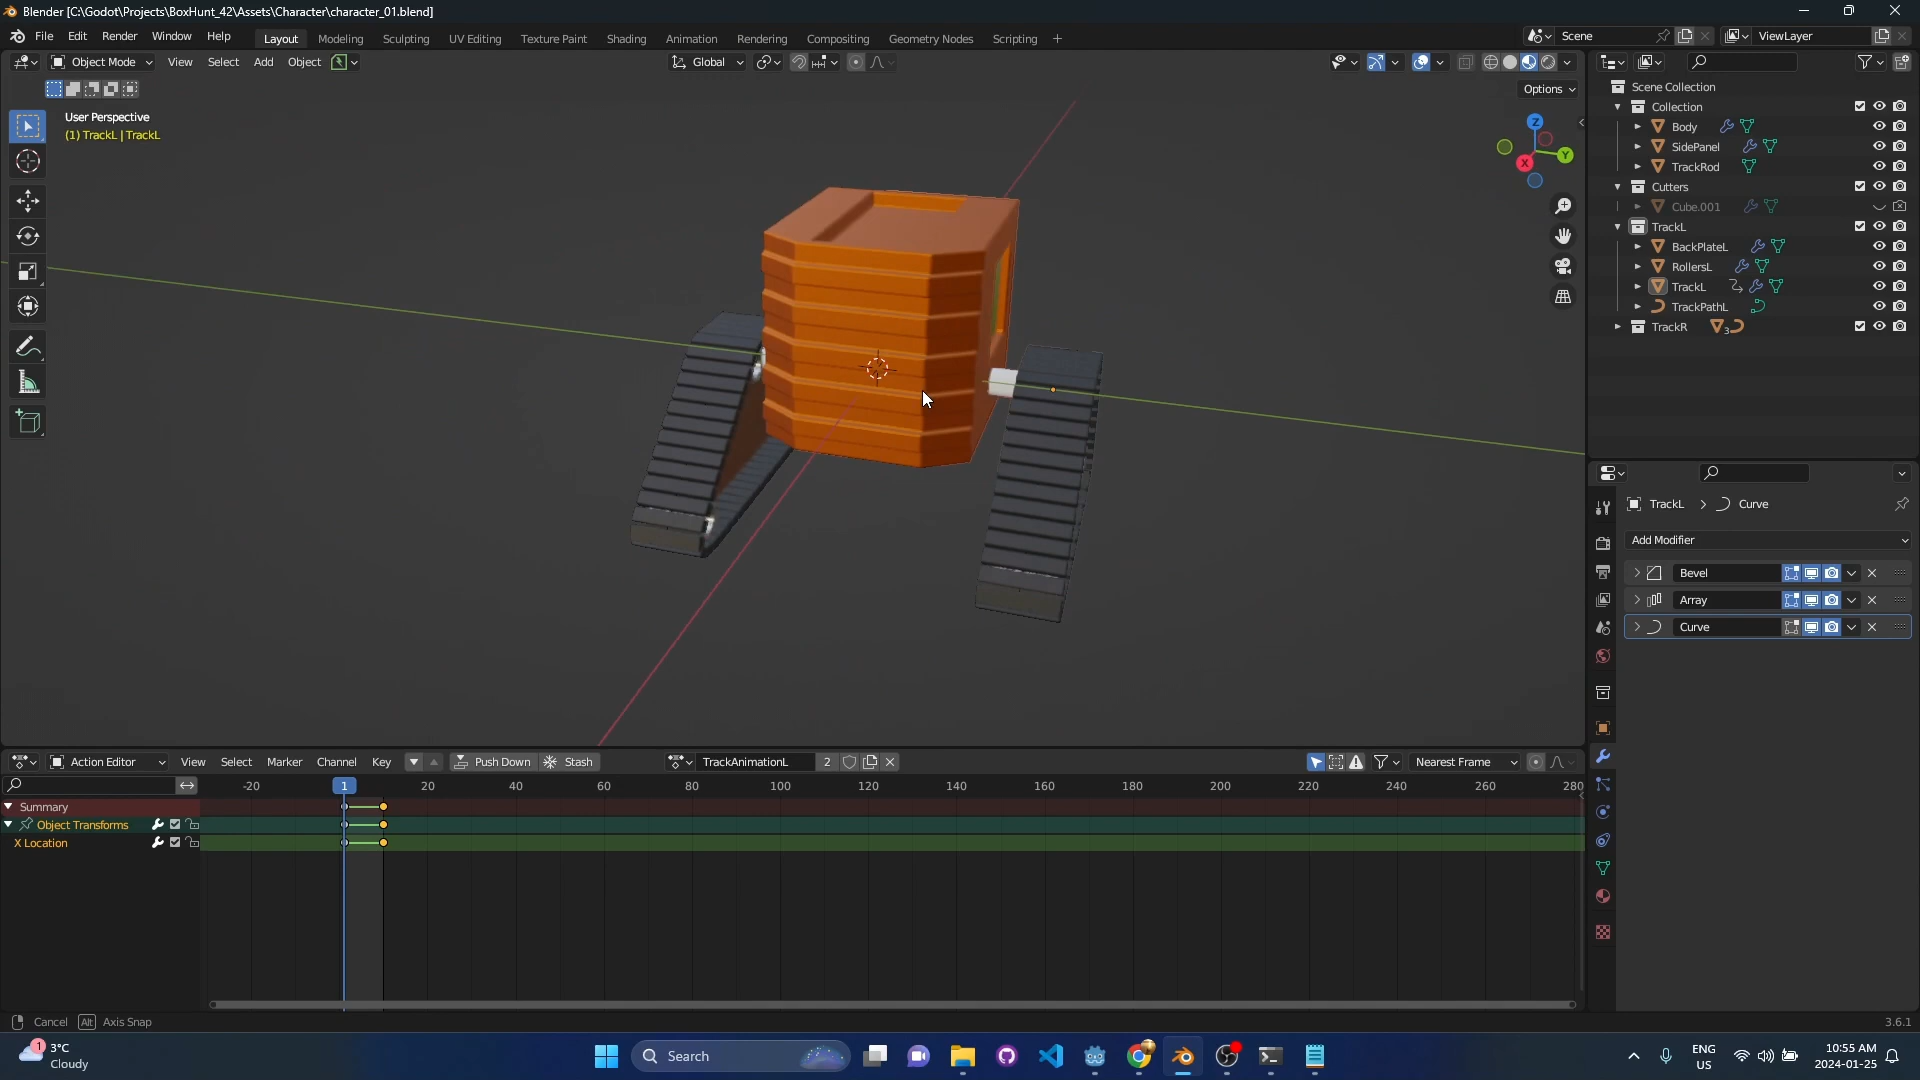 Blender [C:\Godot\Projects\BoxHunt_42\Assets\Character\character_01.blend]
File Edit Render Window Help Layout Modeling Sculpting UV Editing Texture Paint Shading Animation Rendering Compositing Geometry Nodes Scripting + Scene ViewLayer
Object Mode View Select Add Object Global
Options
User Perspective
(1) TrackL | TrackL
Z
Y
X
Scene Collection
Collection
Body
SidePanel
TrackRod
Cutters
Cube.001
TrackL
BackPlateL
RollersL
TrackL
TrackPathL
TrackR 3
TrackL > Curve
Add Modifier
Bevel
Array
Curve
Action Editor View Select Marker Channel Key Push Down Stash TrackAnimationL 2 Nearest Frame
-20 1 20 40 60 80 100 120 140 160 180 200 220 240 260 280
Summary
Object Transforms
X Location
Cancel Alt Axis Snap 3.6.1
1 3°C
Cloudy
Search
ENG
US
10:55 AM
2024-01-25